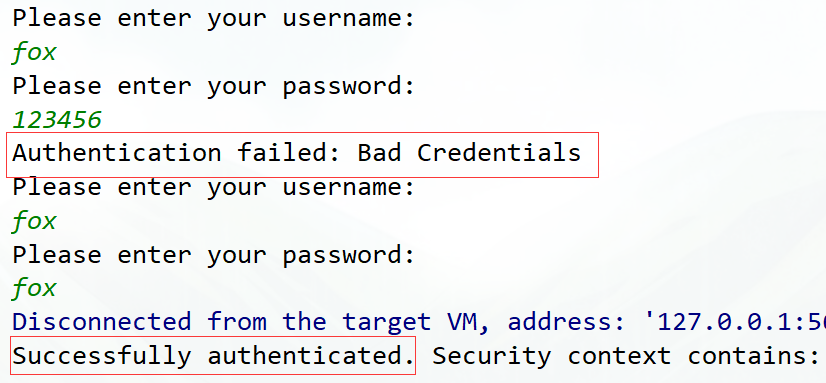 Please enter your username:
fox
Please enter your password:
123456
Authentication failed: Bad Credentials
Please enter your username:
fox
Please enter your password:
fox
Disconnected from the target VM, address: '127.0.0.1:5
Successfully authenticated. Security context contains: